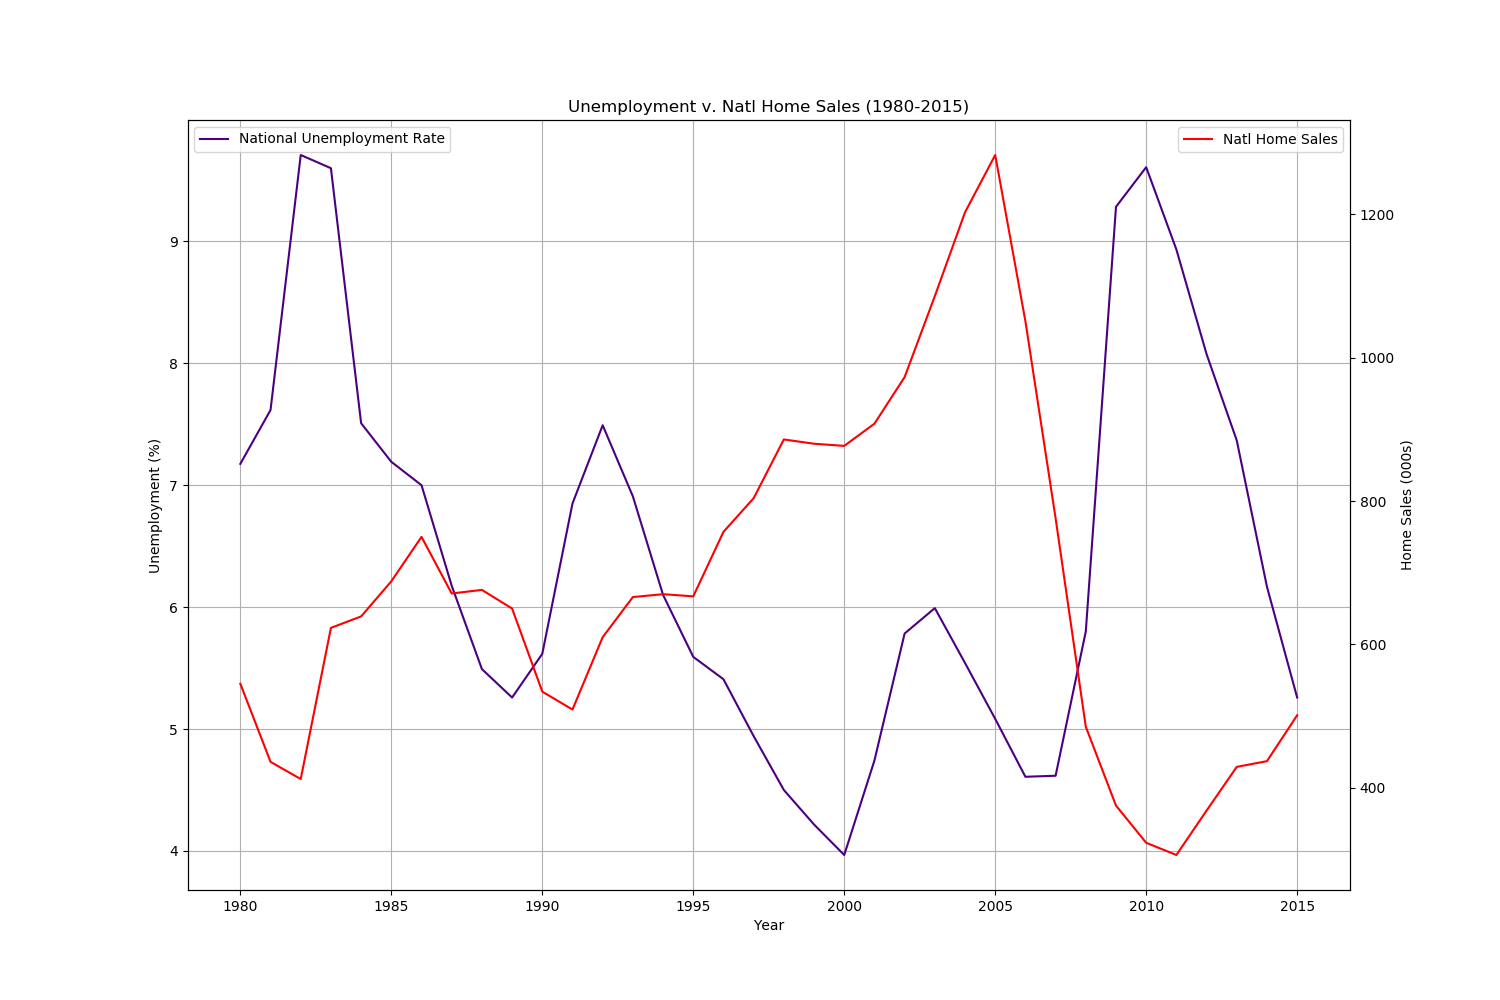 Unemployment v. Natl Home Sales (1980-2015)
National Unemployment Rate
Natl Home Sales
9
8
7
6
5
4
Unemployment (%)
1200
1000
800
600
400
Home Sales (000s)
1980 1985 1990 1995 2000 2005 2010 2015
Year